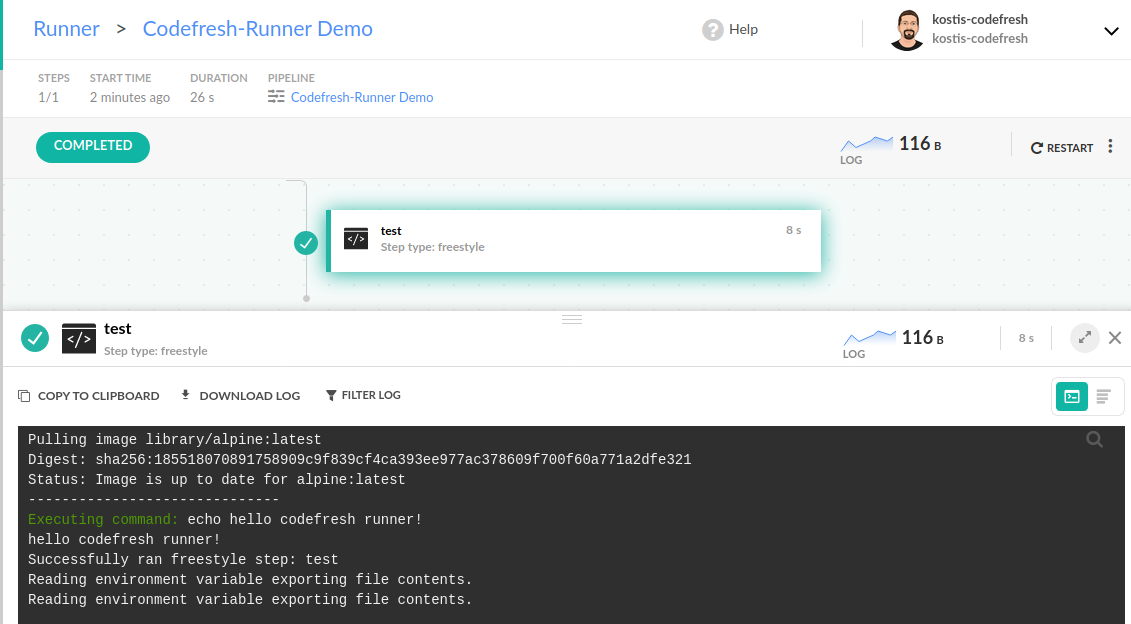 Runner > Codefresh-Runner Demo
? Help
kostis-codefresh
kostis-codefresh
STEPS START TIME DURATION PIPELINE
1/1 2 minutes ago 26 s Codefresh-Runner Demo
COMPLETED
LOG 116 B
RESTART
</> test 8 s
Step type: freestyle
</> test
Step type: freestyle
LOG 116 B
8 s
COPY TO CLIPBOARD DOWNLOAD LOG FILTER LOG
Pulling image library/alpine:latest
Digest: sha256:185518070891758909c9f839cf4ca393ee977ac378609f700f60a771a2dfe321
Status: Image is up to date for alpine:latest
------------------------------
Executing command: echo hello codefresh runner!
hello codefresh runner!
Successfully ran freestyle step: test
Reading environment variable exporting file contents.
Reading environment variable exporting file contents.